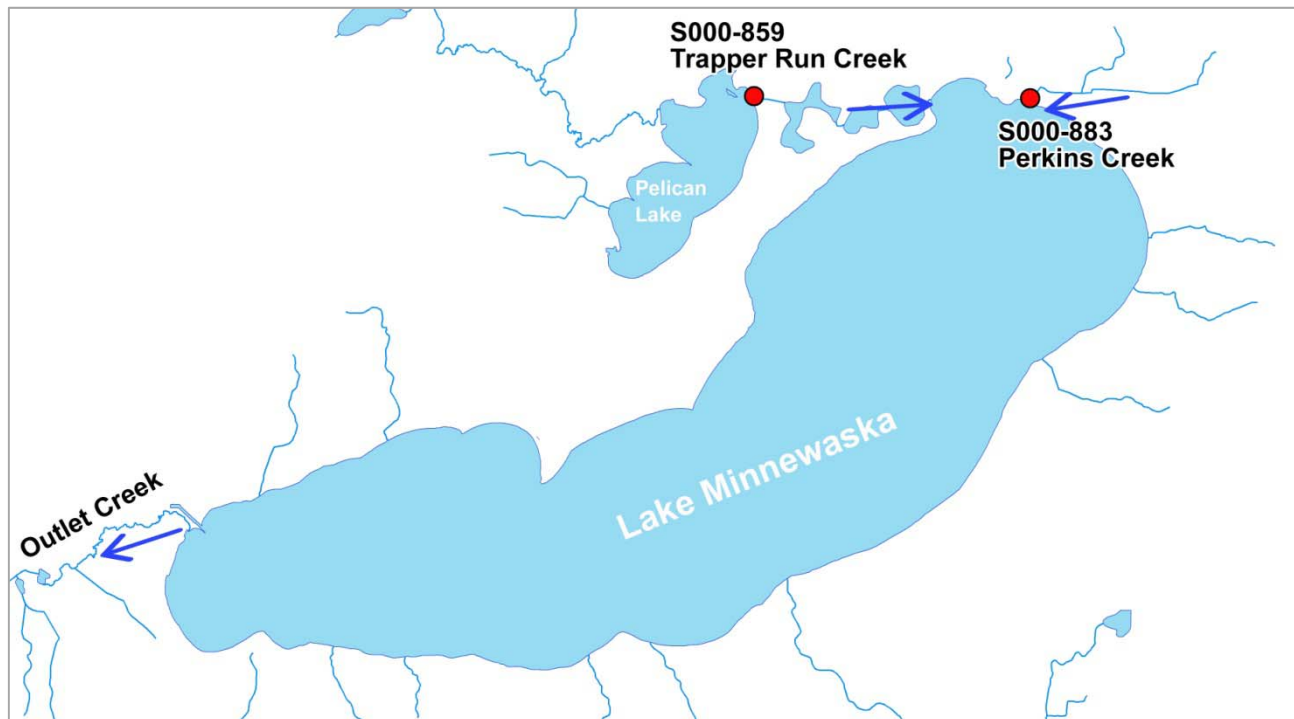 S000-859
Trapper Run Creek
S000-883
Perkins Creek
Pelican
Lake
Lake Minnewaska
Outlet Creek